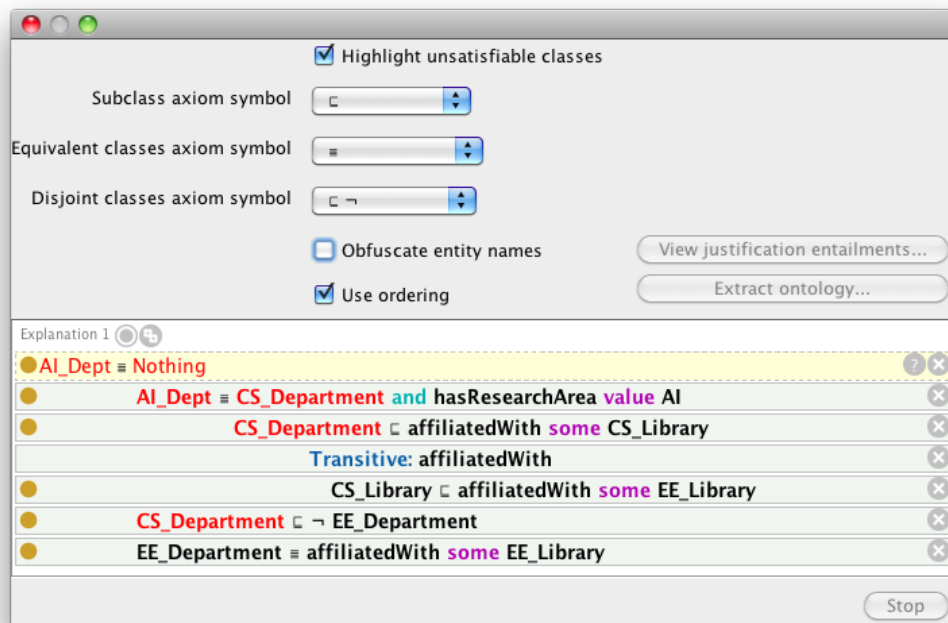 Highlight unsatisfiable classes
Subclass axiom symbol ⊏
Equivalent classes axiom symbol ≡
Disjoint classes axiom symbol ⊏ ¬
Obfuscate entity names View justification entailments...
Use ordering Extract ontology...
Explanation 1
AI_Dept ≡ Nothing ?
AI_Dept ≡ CS_Department and hasResearchArea value AI
CS_Department ⊏ affiliatedWith some CS_Library
Transitive: affiliatedWith
CS_Library ⊏ affiliatedWith some EE_Library
CS_Department ⊏ ¬ EE_Department
EE_Department ≡ affiliatedWith some EE_Library
Stop